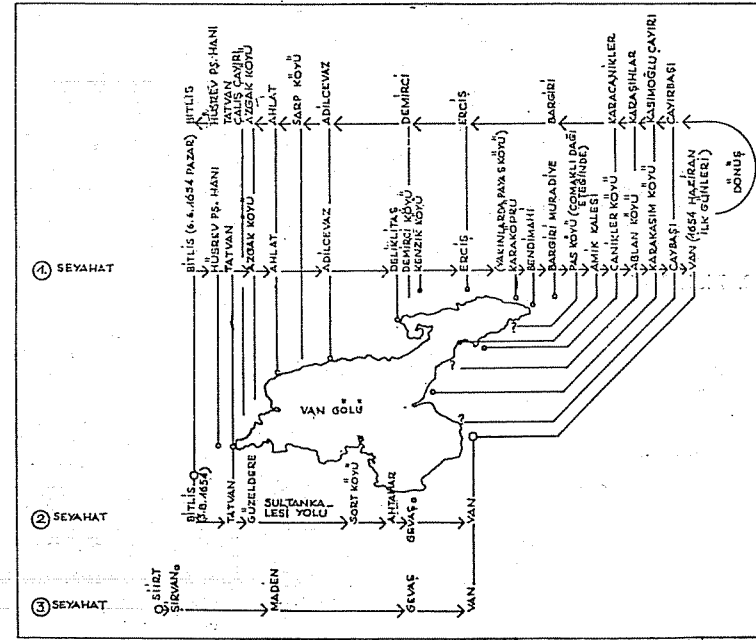 BİTLİS
HÜSREV PŞ. HANI
TATVAN
ÇALIŞ ÇAYIRI
AZGAK KÖYÜ
AHLAT
SARP KÖYÜ
ADİLCEVAZ
DEMİRCİ
ERCİŞ
BARGİRİ
KARACANİKLER
KARAŞIHLAR
KASIMOĞLU ÇAYIRI
ÇAYIRBAŞI
DÖNÜŞ
1. SEYAHAT
BİTLİS (6.4.1654 PAZAR)
HÜSREV PŞ. HANI
TATVAN
AZGAK KÖYÜ
AHLAT
ADİLCEVAZ
DELİKLİTAŞ
DEMİRCİ KÖYÜ
KENZİK KÖYÜ
ERCİŞ
(YAKINLARDA PAYAS KÖYÜ)
KARAKÖPRÜ
BENDİMAHİ
BARGİRİ MURADİYE
PAS KÖYÜ (ÇOMAKLI DAĞI
ETEĞİNDE)
AMİK KALESİ
CANİKLER KÖYÜ
ABLAN KÖYÜ
KARAKASIM KÖYÜ
ÇAYBAŞI
VAN (1654 HAZİRAN
İLK GÜNLERİ)
?
?
?
VAN GÖLÜ
2 SEYAHAT
BİTLİS
(3.8.1654)
TATVAN
GÜZELDERE
SULTANKA-
LESİ YOLU
SORT KÖYÜ
AHTAMAR
GEVAŞ
VAN
3 SEYAHAT
SİİRT
ŞİRVAN
MADEN
GEVAŞ
VAN